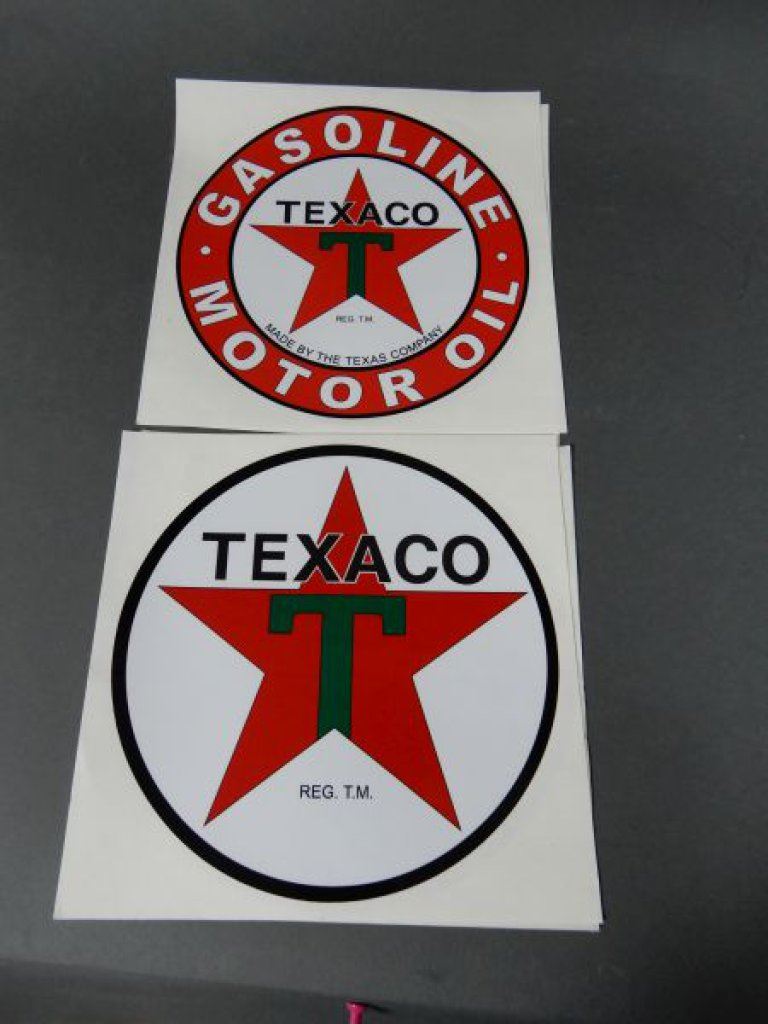 GASOLINE
TEXACO
T
REG. T.M.
MADE BY THE TEXAS COMPANY
• MOTOR OIL •
TEXACO
T
REG. T.M.